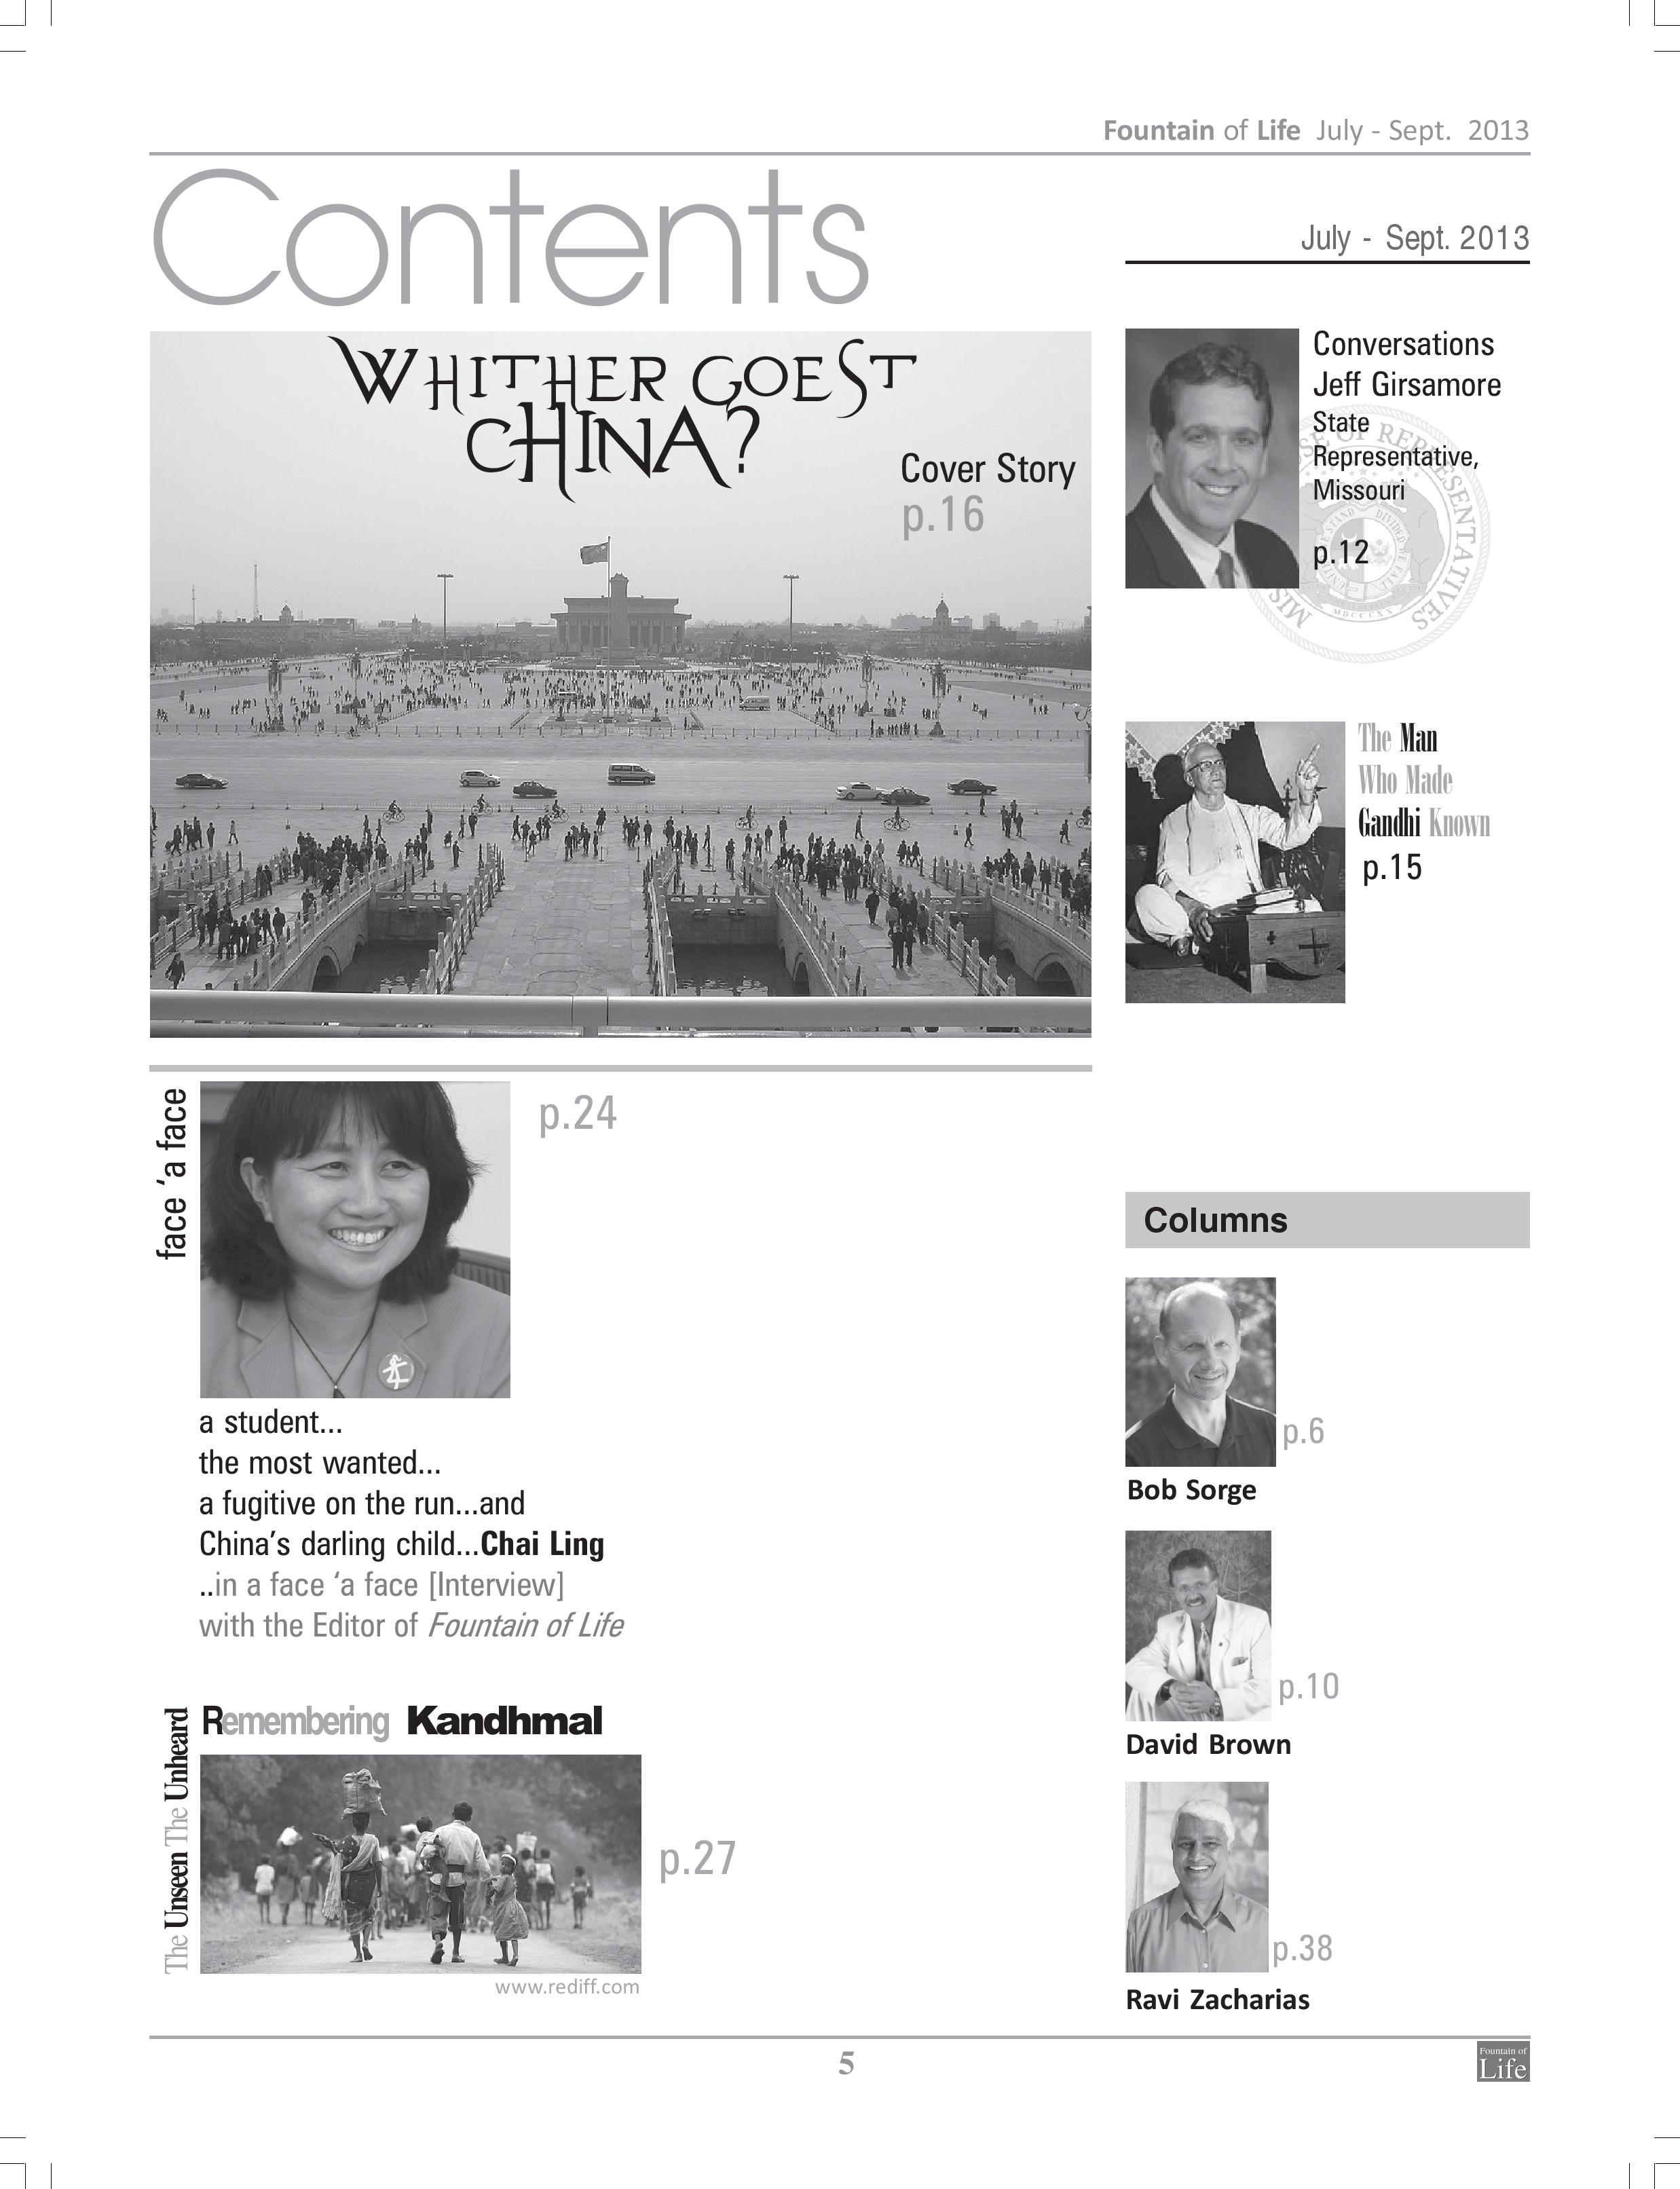 Fountain of Life July - Sept. 2013
Contents
July - Sept. 2013
WHITHER GOEST
CHINA?
Cover Story
p.16
Conversations
Jeff Girsamore
State
Representative,
Missouri
p.12
The Man
Who Made
Gandhi Known
p.15
face ‘a face
p.24
a student...
the most wanted...
a fugitive on the run...and
China’s darling child...Chai Ling
..in a face ‘a face [Interview]
with the Editor of Fountain of Life
The Unseen The Unheard
Remembering Kandhmal
p.27
www.rediff.com
Columns
p.6
Bob Sorge
p.10
David Brown
p.38
Ravi Zacharias
5
Fountain of
Life